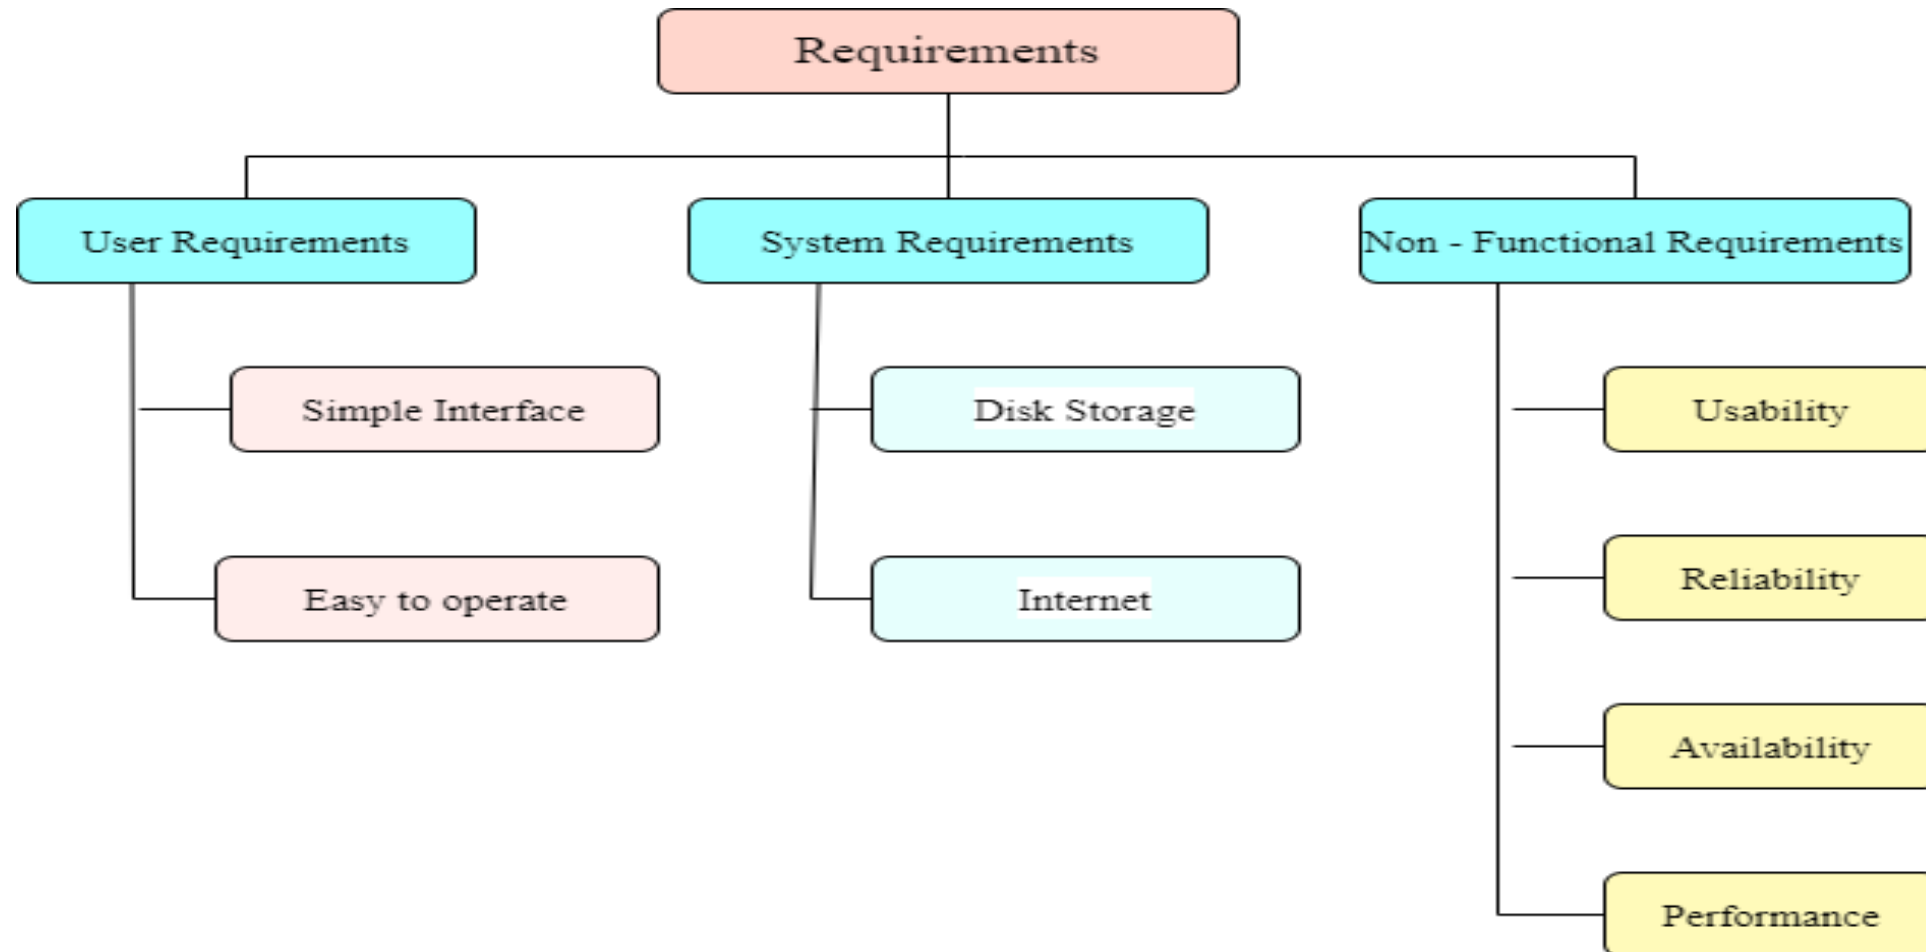 Requirements
User Requirements
System Requirements
Non - Functional Requirements
Simple Interface
Disk Storage
Usability
Reliability
Easy to operate
Internet
Availability
Performance